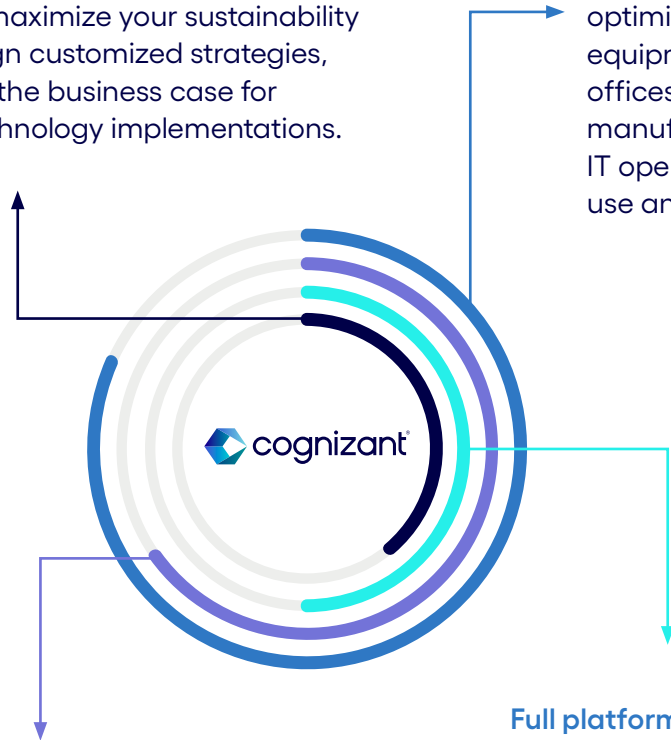 maximize your sustainability
gn customized strategies,
the business case for
hnology implementations.
optimi
equipm
offices
manuf
IT ope
use an
cognizant
Full platform